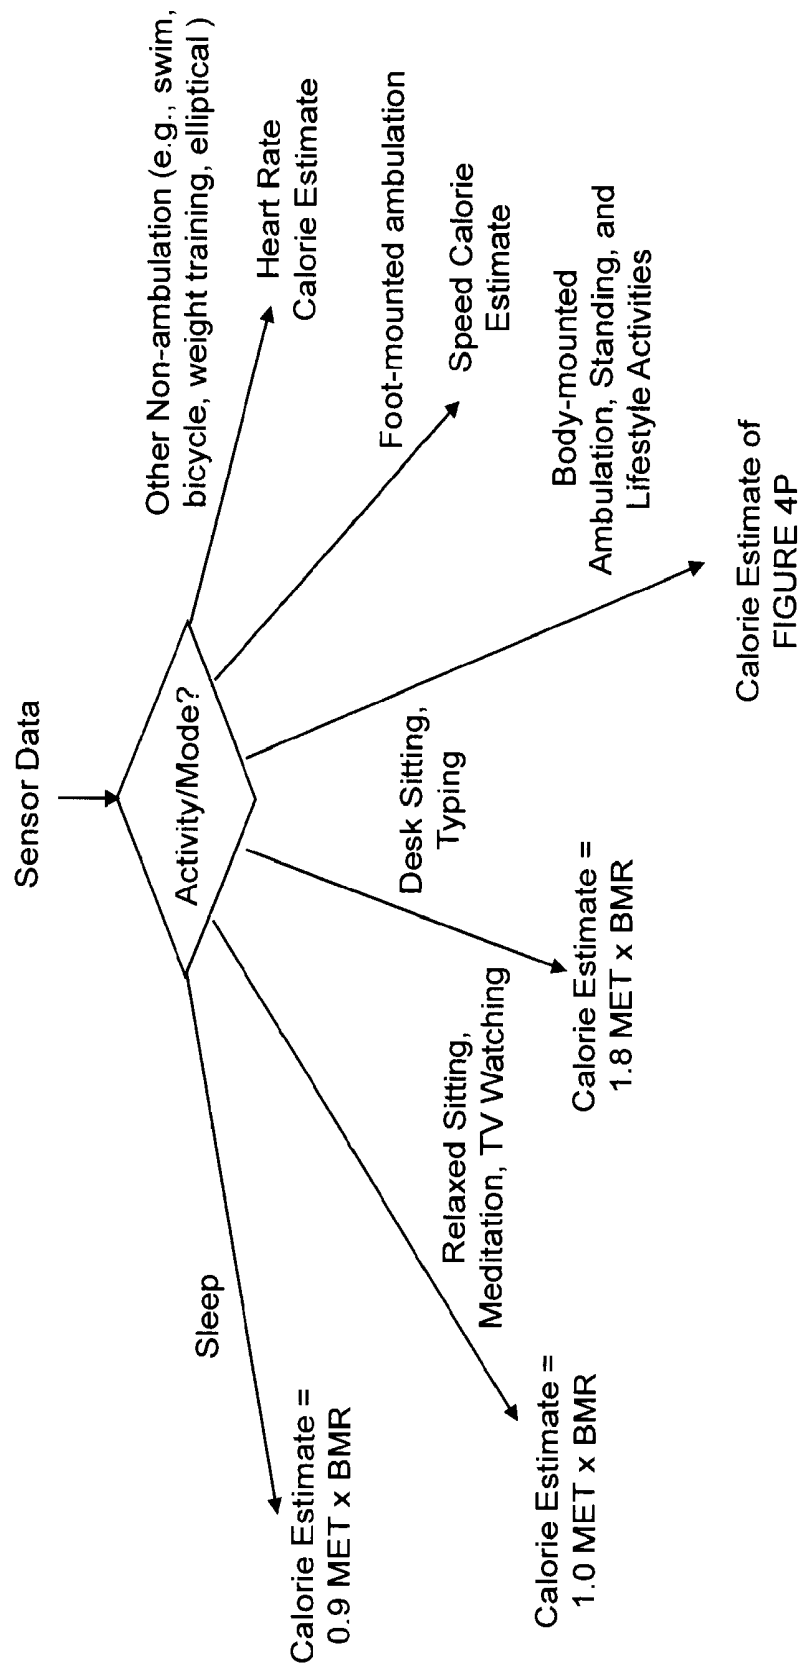 Sensor Data
Activity/Mode?
Sleep
Calorie Estimate =
0.9 MET x BMR
Relaxed Sitting,
Meditation, TV Watching
Calorie Estimate =
1.0 MET x BMR
Desk Sitting,
Typing
Calorie Estimate =
1.8 MET x BMR
Body-mounted
Ambulation, Standing, and
Lifestyle Activities
Calorie Estimate of
FIGURE 4P
Foot-mounted ambulation
Speed Calorie
Estimate
Other Non-ambulation (e.g., swim,
bicycle, weight training, elliptical )
Heart Rate
Calorie Estimate